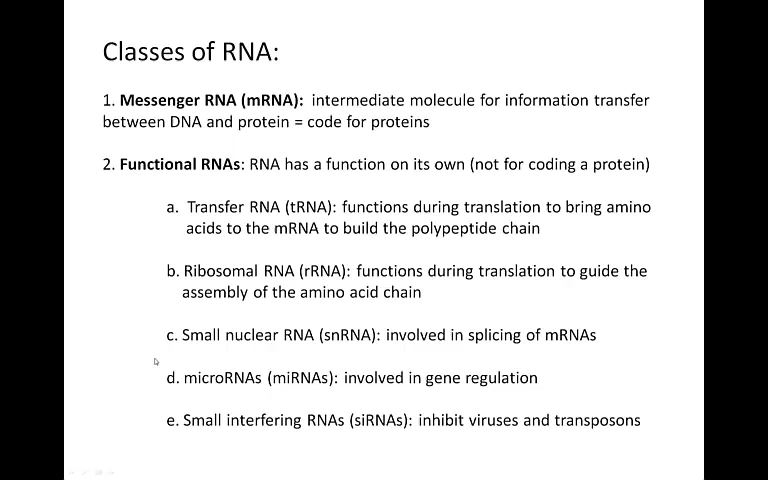 Classes of RNA:
1. Messenger RNA (mRNA): intermediate molecule for information transfer
between DNA and protein = code for proteins
2. Functional RNAs: RNA has a function on its own (not for coding a protein)
a. Transfer RNA (tRNA): functions during translation to bring amino
acids to the mRNA to build the polypeptide chain
b. Ribosomal RNA (rRNA): functions during translation to guide the
assembly of the amino acid chain
c. Small nuclear RNA (snRNA): involved in splicing of mRNAs
d. microRNAs (miRNAs): involved in gene regulation
e. Small interfering RNAs (siRNAs): inhibit viruses and transposons